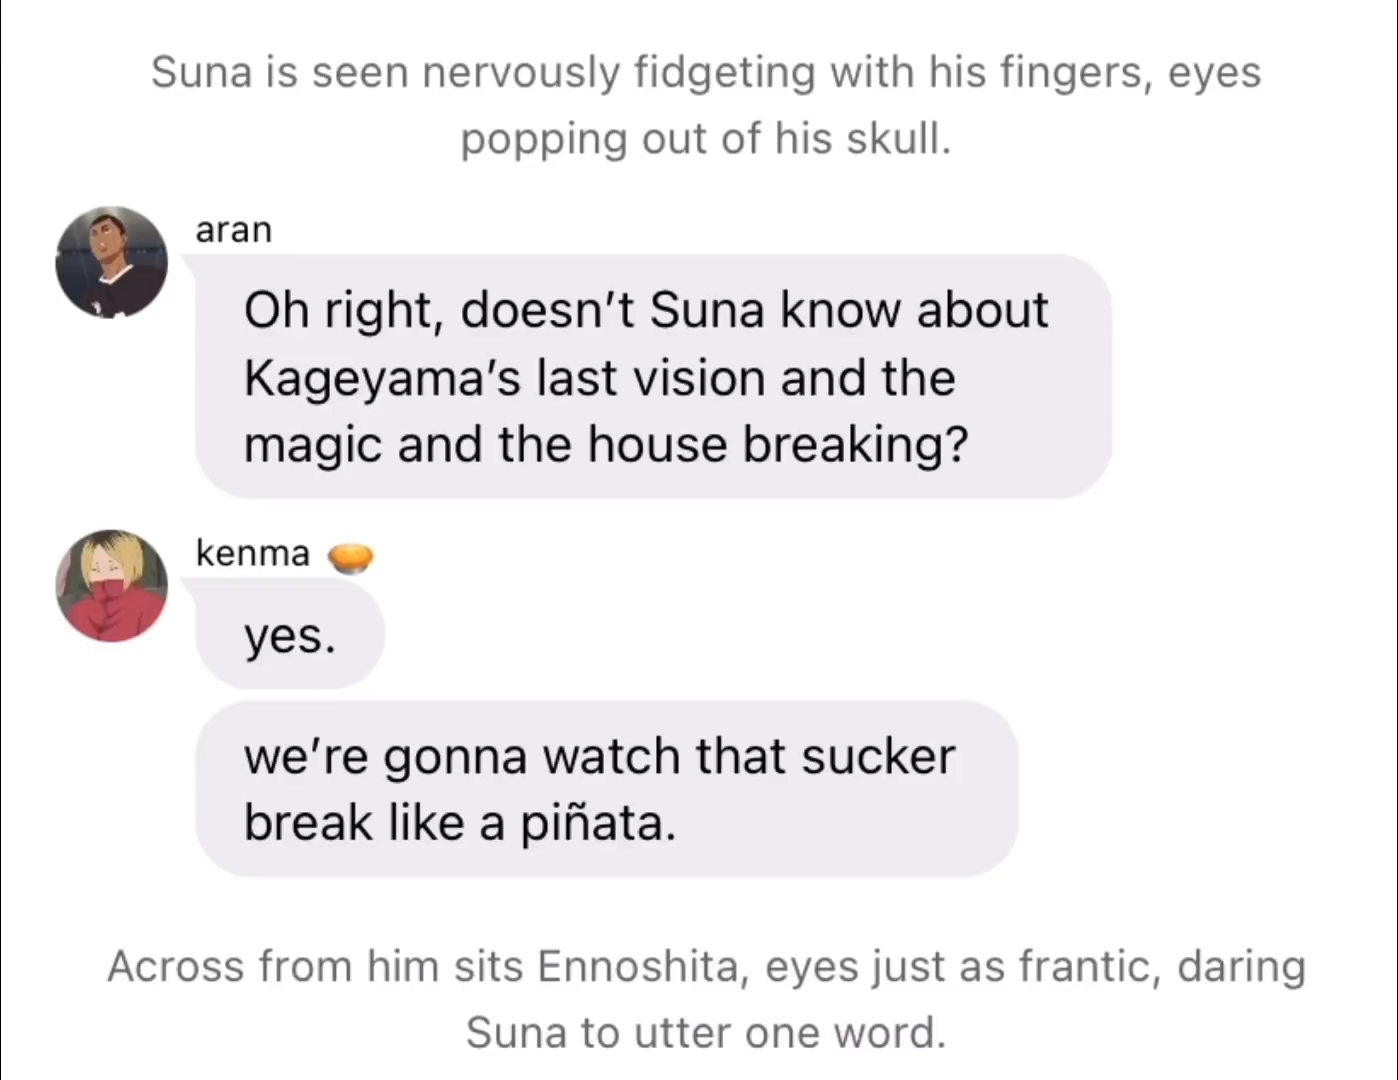 Suna is seen nervously fidgeting with his fingers, eyes
popping out of his skull.
aran
Oh right, doesn’t Suna know about
Kageyama’s last vision and the
magic and the house breaking?
kenma 🥧
yes.
we’re gonna watch that sucker
break like a piñata.
Across from him sits Ennoshita, eyes just as frantic, daring
Suna to utter one word.